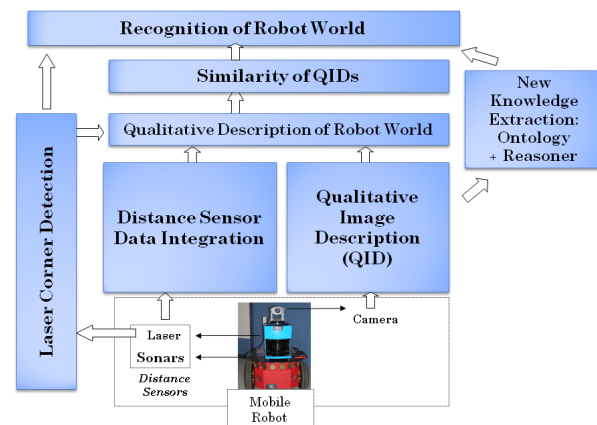 Recognition of Robot World
Similarity of QIDs
New
Knowledge
Extraction:
Ontology
+ Reasoner
Qualitative Description of Robot World
Laser Corner Detection
Distance Sensor
Data Integration
Qualitative
Image
Description
(QID)
Camera
Laser
Sonars
Distance
Sensors
Mobile
Robot